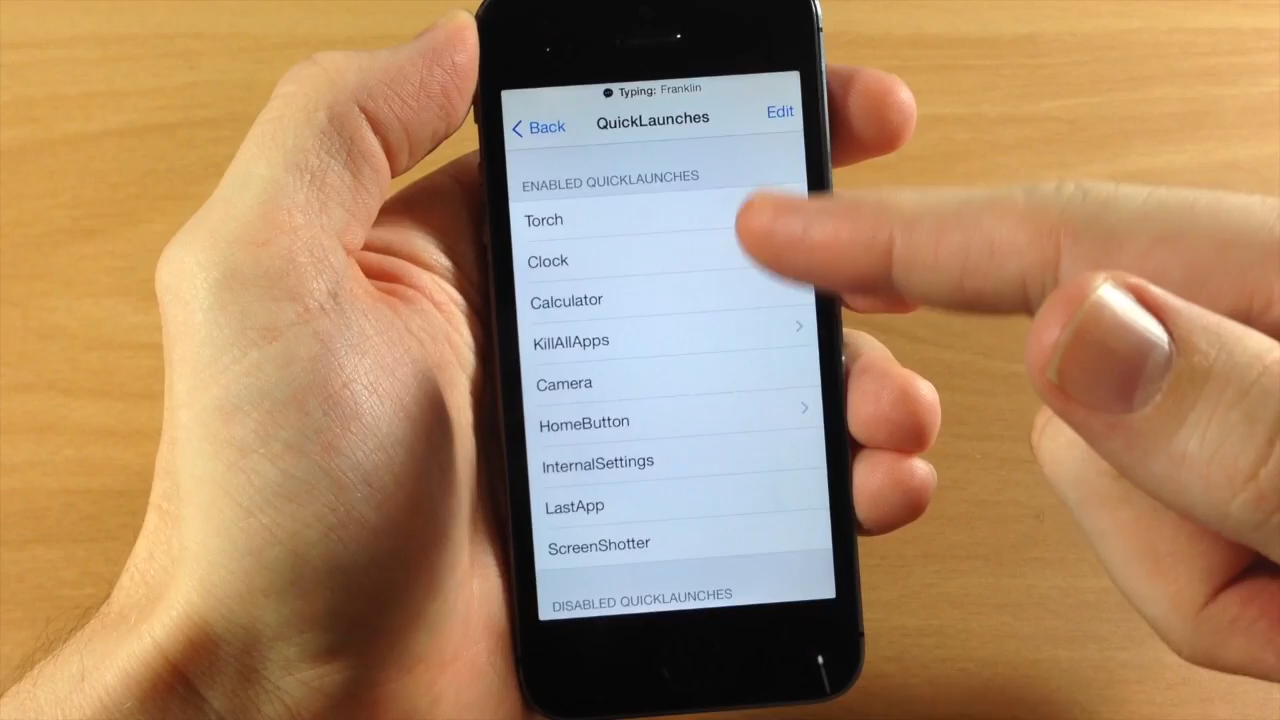 Typing: Franklin
Back QuickLaunches Edit
ENABLED QUICKLAUNCHES
Torch
Clock
Calculator
KillAllApps
Camera
HomeButton
InternalSettings
LastApp
ScreenShotter
DISABLED QUICKLAUNCHES